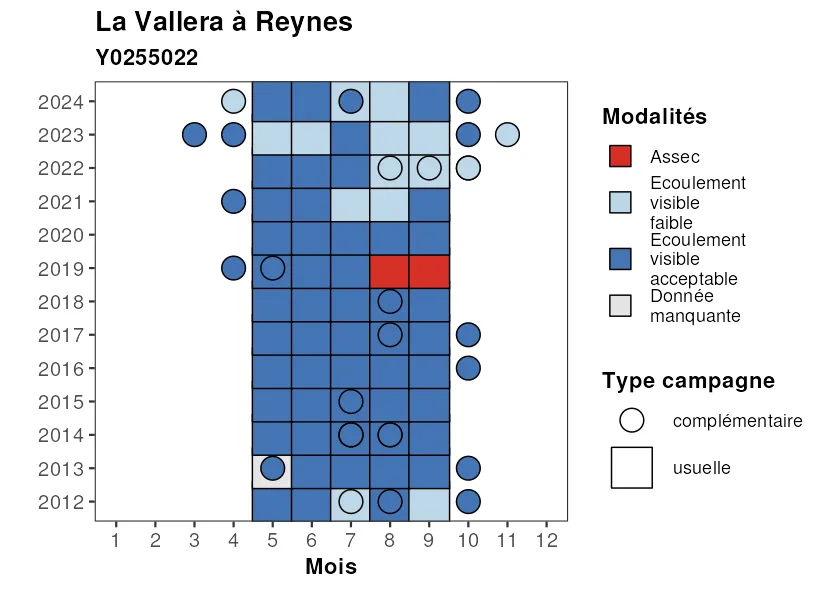 La Vallera à Reynes
Y0255022
2024
2023
2022
2021
2020
2019
2018
2017
2016
2015
2014
2013
2012
1 2 3 4 5 6 7 8 9 10 11 12
Mois
Modalités
Assec
Ecoulement
visible
faible
Ecoulement
visible
acceptable
Donnée
manquante
Type campagne
complémentaire
usuelle